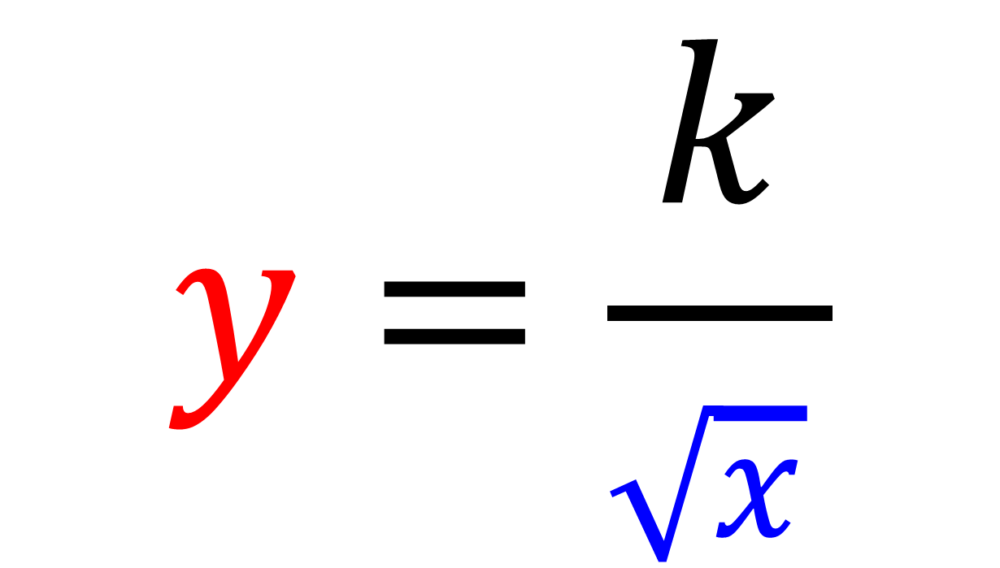 y = k/√x